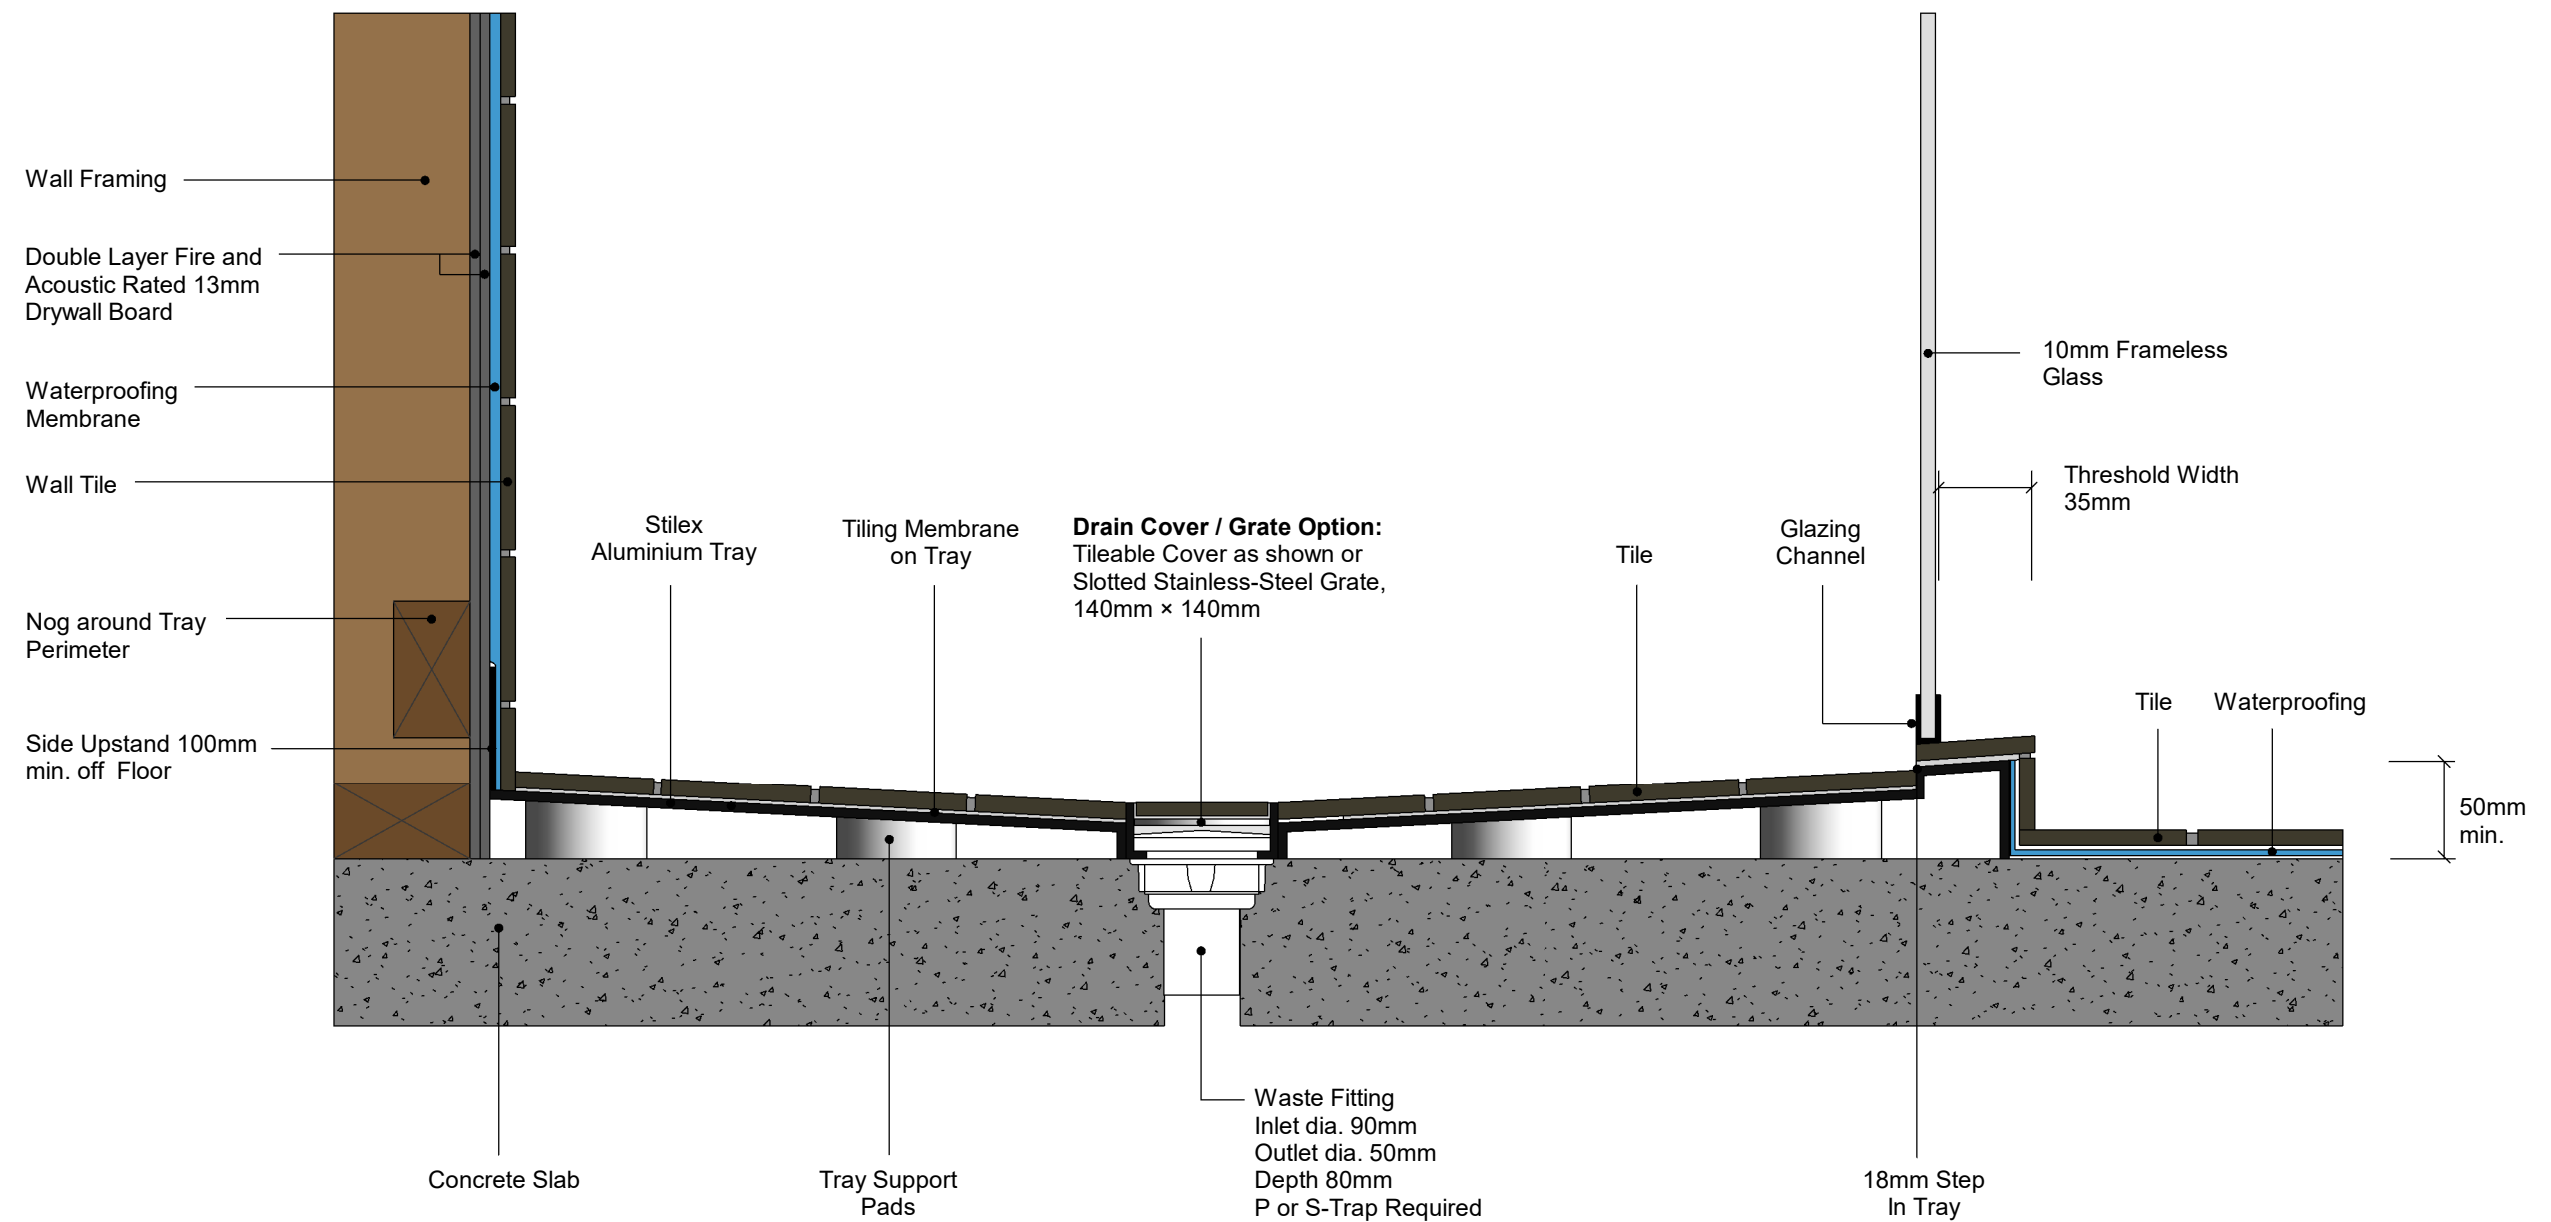 Wall Framing
Double Layer Fire and
Acoustic Rated 13mm
Drywall Board
Waterproofing
Membrane
Wall Tile
Nog around Tray
Perimeter
Side Upstand 100mm
min. off  Floor
Stilex
Aluminium Tray
Tiling Membrane
on Tray
Drain Cover / Grate Option:
Tileable Cover as shown or
Slotted Stainless-Steel Grate,
140mm × 140mm
Tile
Glazing
Channel
10mm Frameless
Glass
Threshold Width
35mm
Tile
Waterproofing
50mm
min.
Concrete Slab
Tray Support
Pads
Waste Fitting
Inlet dia. 90mm
Outlet dia. 50mm
Depth 80mm
P or S-Trap Required
18mm Step
In Tray